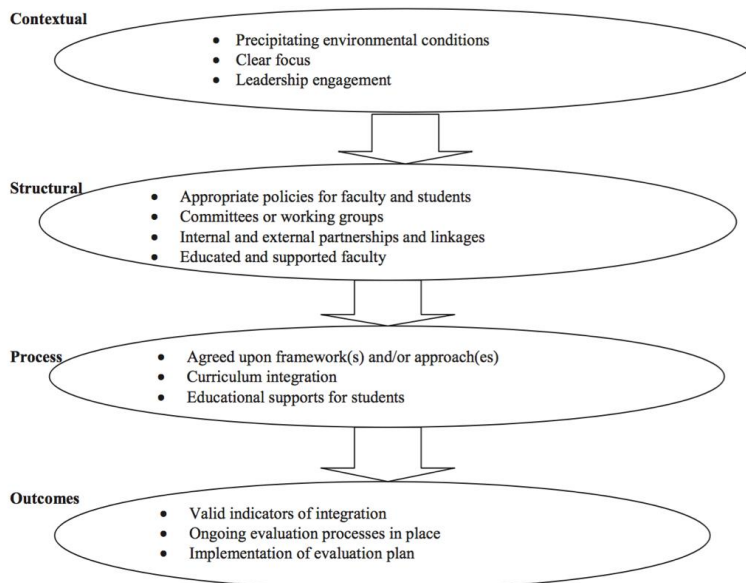 Contextual
• Precipitating environmental conditions
• Clear focus
• Leadership engagement
Structural
• Appropriate policies for faculty and students
• Committees or working groups
• Internal and external partnerships and linkages
• Educated and supported faculty
Process
• Agreed upon framework(s) and/or approach(es)
• Curriculum integration
• Educational supports for students
Outcomes
• Valid indicators of integration
• Ongoing evaluation processes in place
• Implementation of evaluation plan